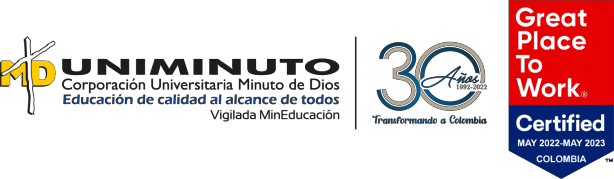 MD UNIMINUTO
Corporación Universitaria Minuto de Dios
Educación de calidad al alcance de todos
Vigilada MinEducación
30 Años
1992-2022
Transformando a Colombia
Great
Place
To
Work®
Certified
MAY 2022-MAY 2023
COLOMBIA
™